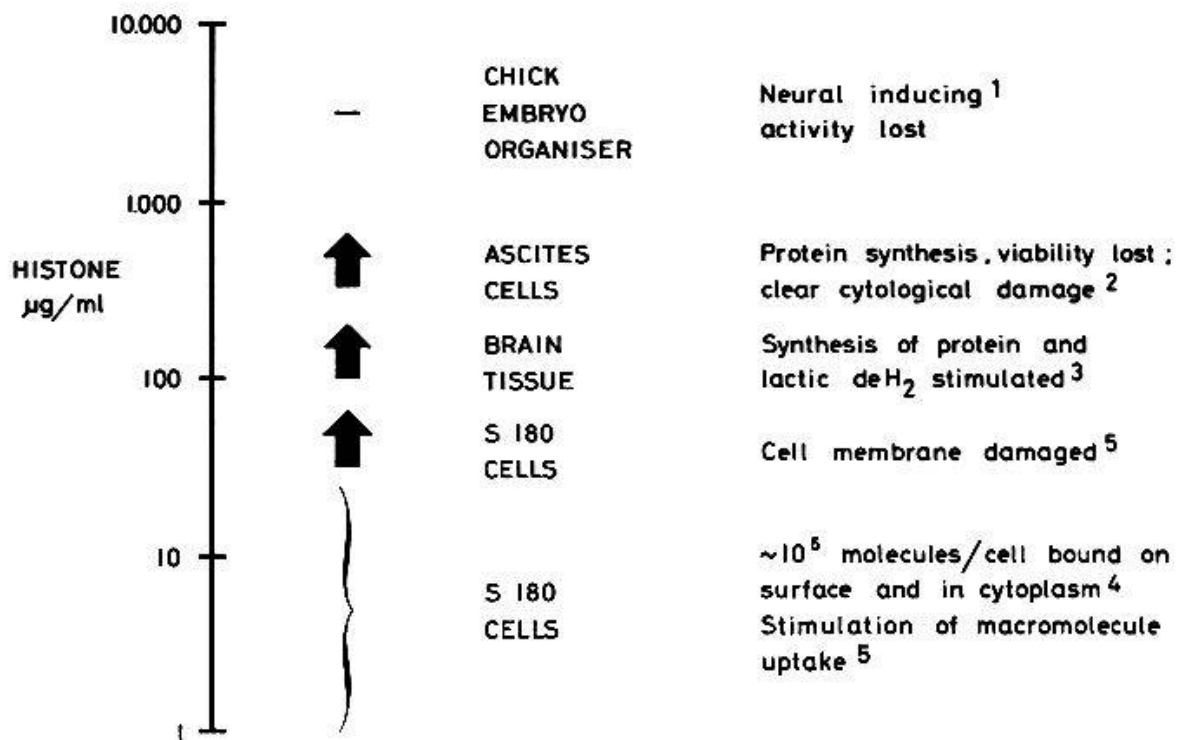 10.000
CHICK
EMBRYO
ORGANISER
Neural inducing 1
activity lost
1.000
HISTONE
µg/ml
ASCITES
CELLS
Protein synthesis, viability lost ;
clear cytological damage 2
BRAIN
TISSUE
Synthesis of protein and
lactic deH2 stimulated 3
100
S 180
CELLS
Cell membrane damaged 5
10
S 180
CELLS
~10 6 molecules/cell bound on
surface and in cytoplasm 4
Stimulation of macromolecule
uptake 5
1